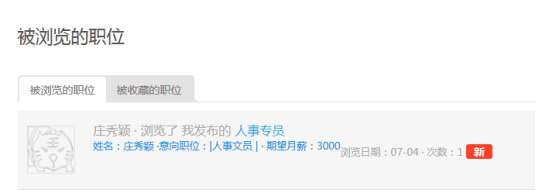 被浏览的职位
被浏览的职位 被收藏的职位
庄秀颖 · 浏览了 我发布的 人事专员
姓名：庄秀颖 ·意向职位：|人事文员 | · 期望月薪：3000 浏览日期：07-04 · 次数：1 新